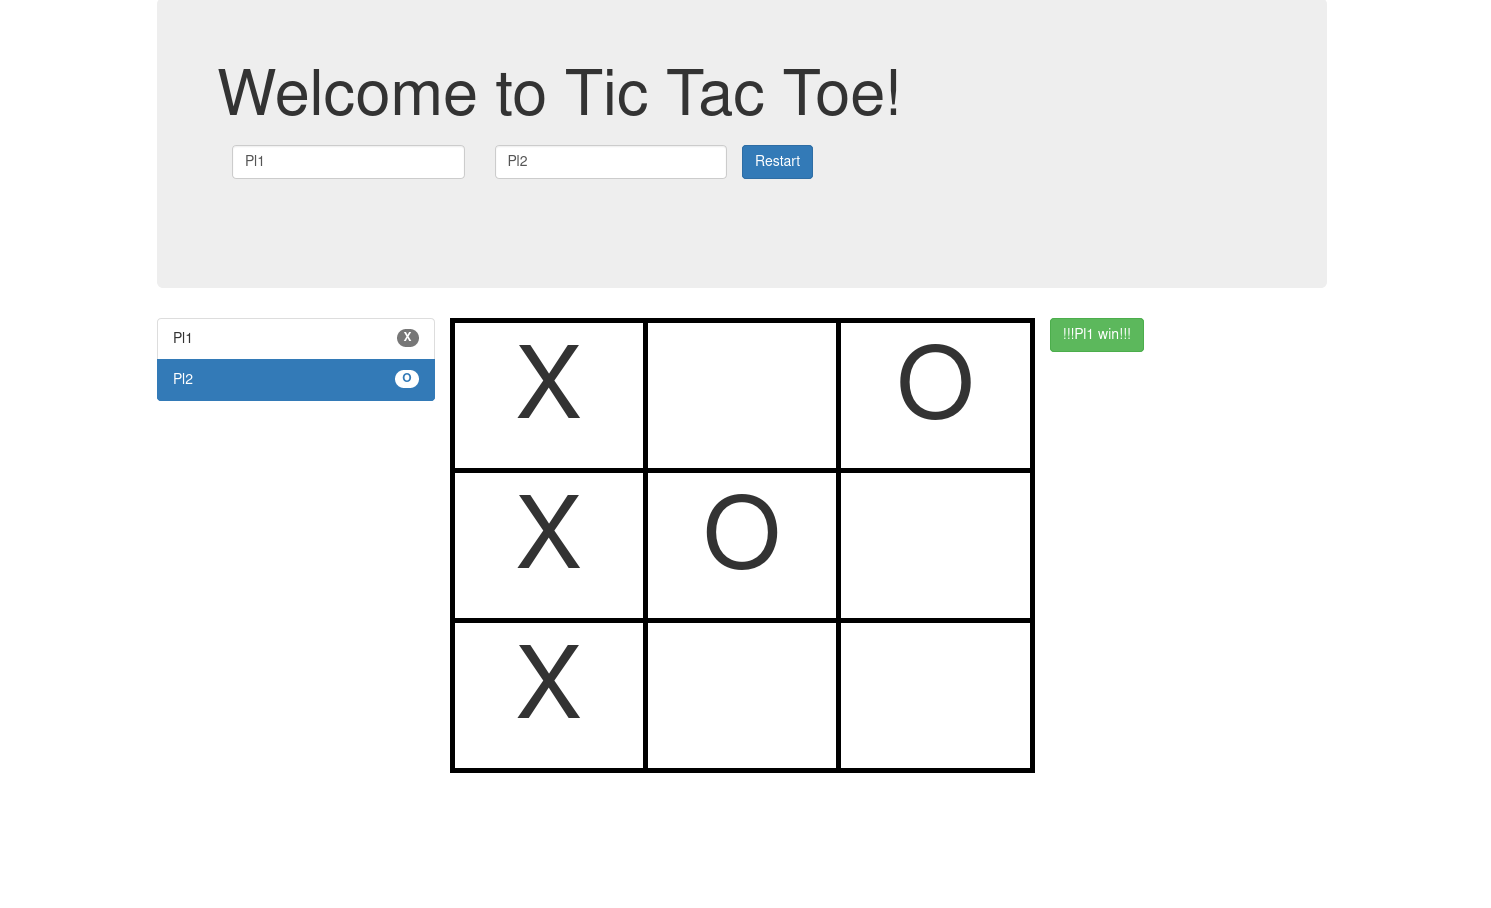 Welcome to Tic Tac Toe!
Pl1 Pl2 Restart
Pl1 X
Pl2 O
!!!Pl1 win!!!
X O
X O
X